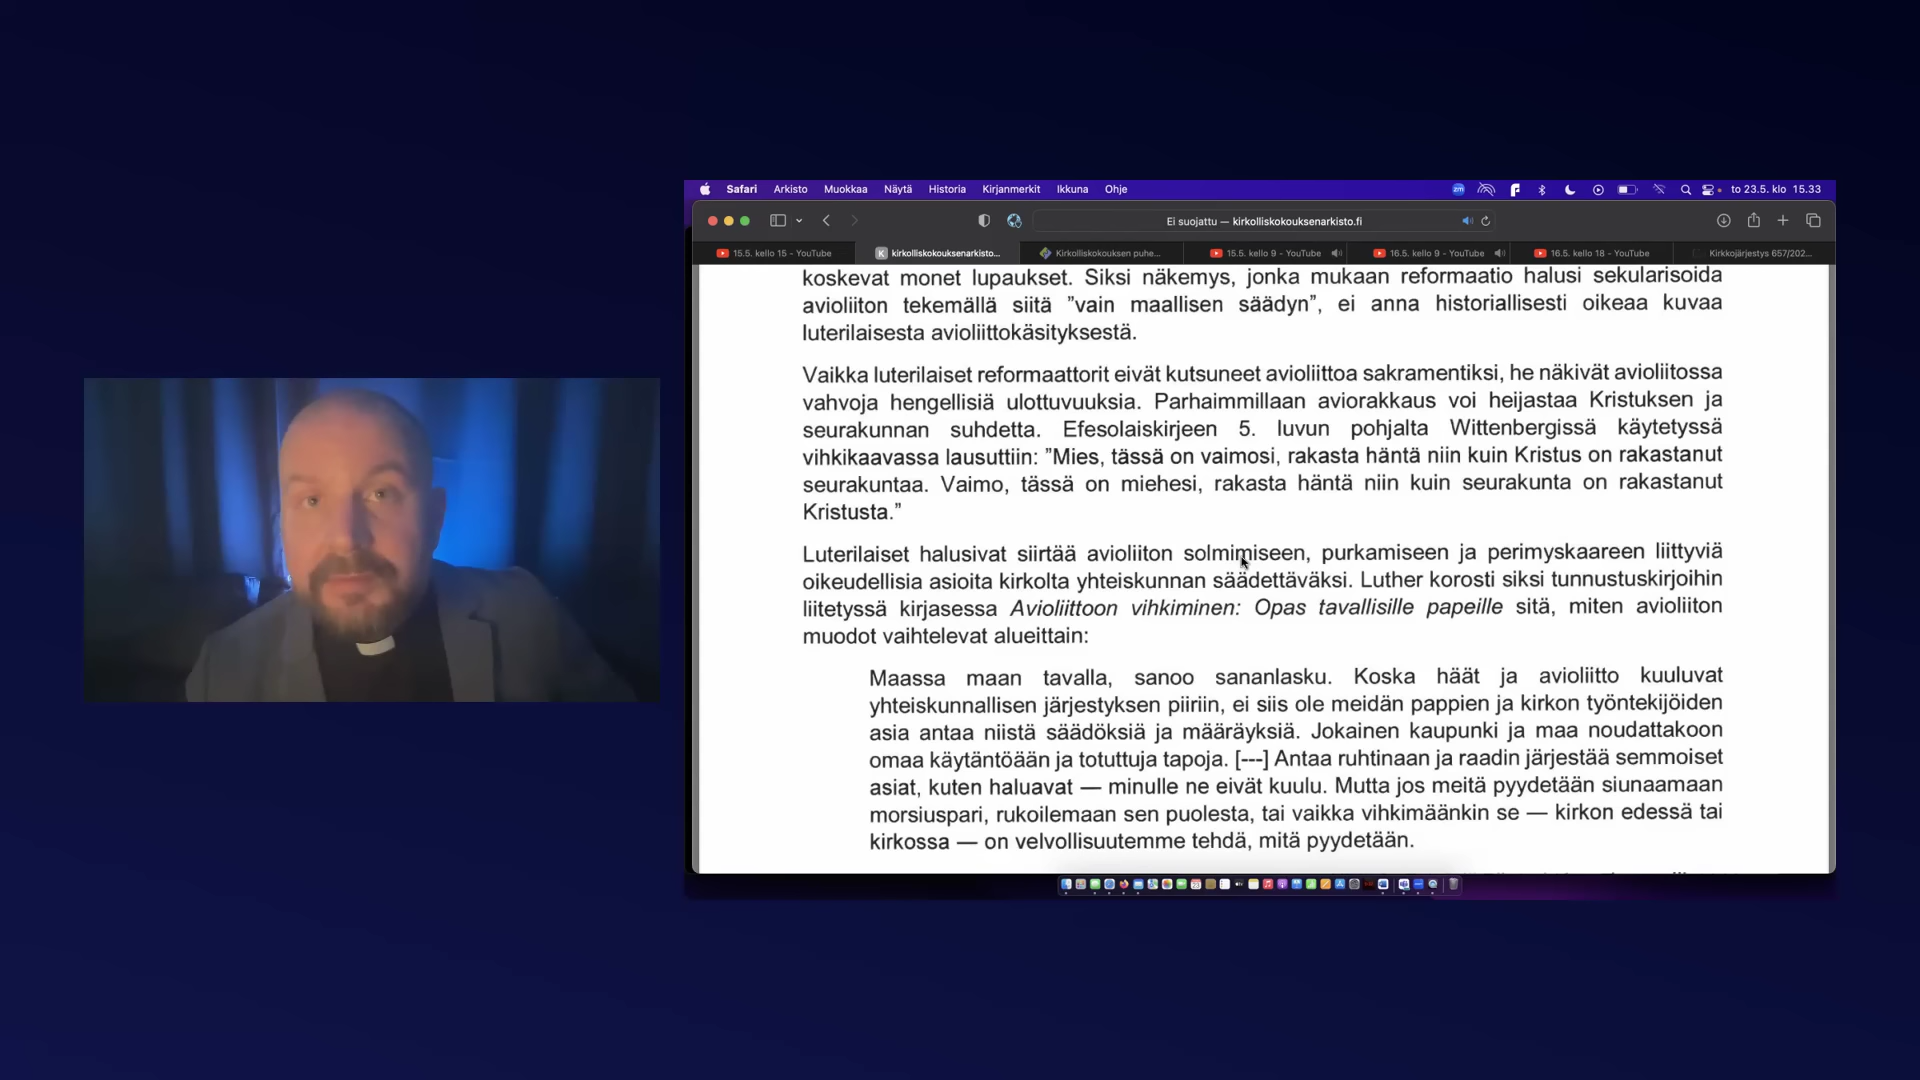 Safari Arkisto Muokkaa Näytä Historia Kirjanmerkit Ikkuna Ohje
zm
to 23.5. klo 15.33
Ei suojattu — kirkolliskokouksenarkisto.fi
15.5. kello 15 - YouTube
K kirkolliskokouksenarkisto...
Kirkolliskokouksen puhe...
15.5. kello 9 - YouTube
16.5. kello 9 - YouTube
16.5. kello 18 - YouTube
Kirkkojärjestys 657/202...
koskevat monet lupaukset. Siksi näkemys, jonka mukaan reformaatio halusi sekularisoida
avioliiton tekemällä siitä ”vain maallisen säädyn”, ei anna historiallisesti oikeaa kuvaa
luterilaisesta avioliittokäsityksestä.
Vaikka luterilaiset reformaattorit eivät kutsuneet avioliittoa sakramentiksi, he näkivät avioliitossa
vahvoja hengellisiä ulottuvuuksia. Parhaimmillaan aviorakkaus voi heijastaa Kristuksen ja
seurakunnan suhdetta. Efesolaiskirjeen 5. luvun pohjalta Wittenbergissä käytetyssä
vihkikaavassa lausuttiin: ”Mies, tässä on vaimosi, rakasta häntä niin kuin Kristus on rakastanut
seurakuntaa. Vaimo, tässä on miehesi, rakasta häntä niin kuin seurakunta on rakastanut
Kristusta.”
Luterilaiset halusivat siirtää avioliiton solmimiseen, purkamiseen ja perimyskaareen liittyviä
oikeudellisia asioita kirkolta yhteiskunnan säädettäväksi. Luther korosti siksi tunnustuskirjoihin
liitetyssä kirjasessa Avioliittoon vihkiminen: Opas tavallisille papeille sitä, miten avioliiton
muodot vaihtelevat alueittain:
Maassa maan tavalla, sanoo sananlasku. Koska häät ja avioliitto kuuluvat
yhteiskunnallisen järjestyksen piiriin, ei siis ole meidän pappien ja kirkon työntekijöiden
asia antaa niistä säädöksiä ja määräyksiä. Jokainen kaupunki ja maa noudattakoon
omaa käytäntöään ja totuttuja tapoja. [---] Antaa ruhtinaan ja raadin järjestää semmoiset
asiat, kuten haluavat — minulle ne eivät kuulu. Mutta jos meitä pyydetään siunaamaan
morsiuspari, rukoilemaan sen puolesta, tai vaikka vihkimäänkin se — kirkon edessä tai
kirkossa — on velvollisuutemme tehdä, mitä pyydetään.